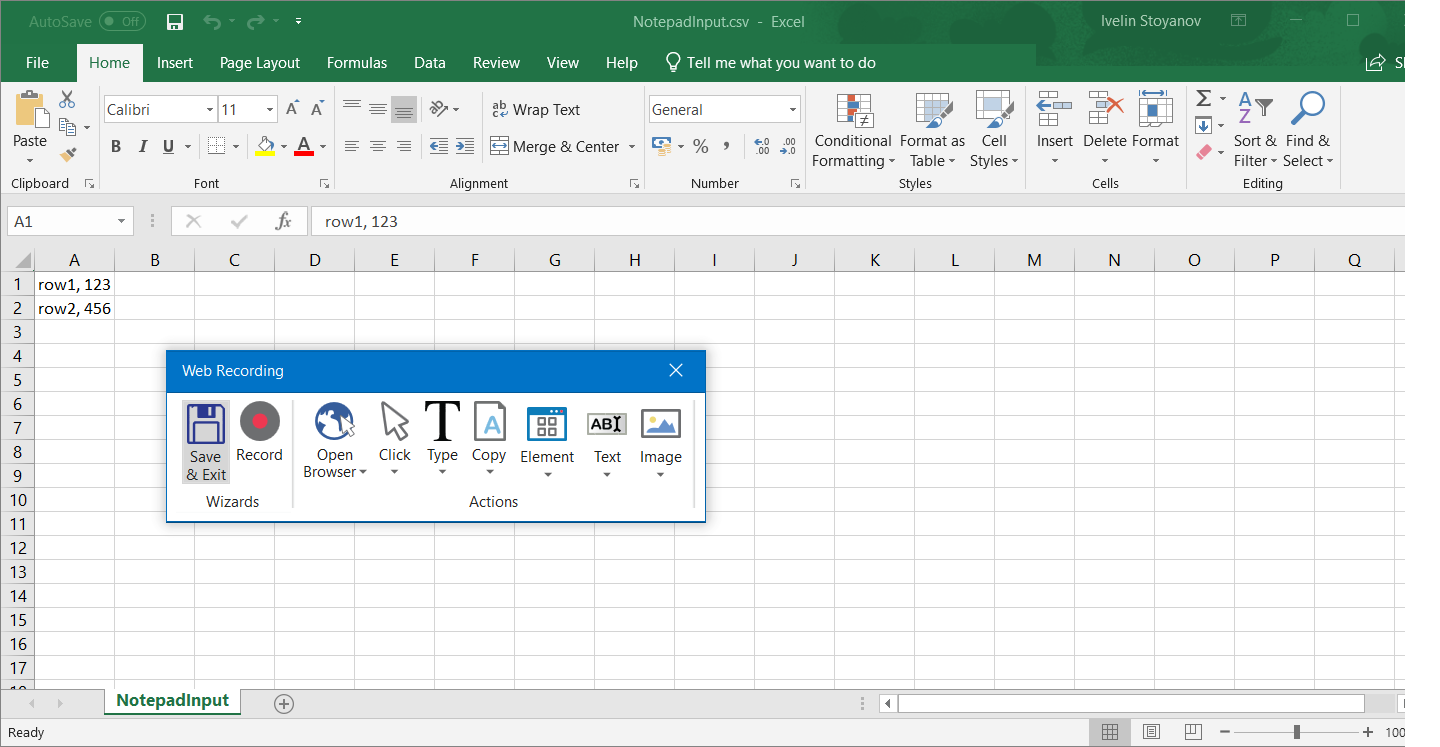 AutoSave Off NotepadInput.csv - Excel Ivelin Stoyanov
File Home Insert Page Layout Formulas Data Review View Help Tell me what you want to do
Calibri 11 Wrap Text General
Paste Conditional Format as Cell Insert Delete Format Sort & Find &
B I U A Merge & Center % Formatting Table Styles Filter Select
Clipboard Font Alignment Number Styles Cells Editing
A1 fx row1, 123
A B C D E F G H I J K L M N O P Q
1 row1, 123
2 row2, 456
3
4
5
6
7
8
9
10
11
12
13
14
15
16
17
Web Recording
Save Record Open Click Type Copy Element Text Image
& Exit Browser
Wizards Actions
NotepadInput
Ready 100